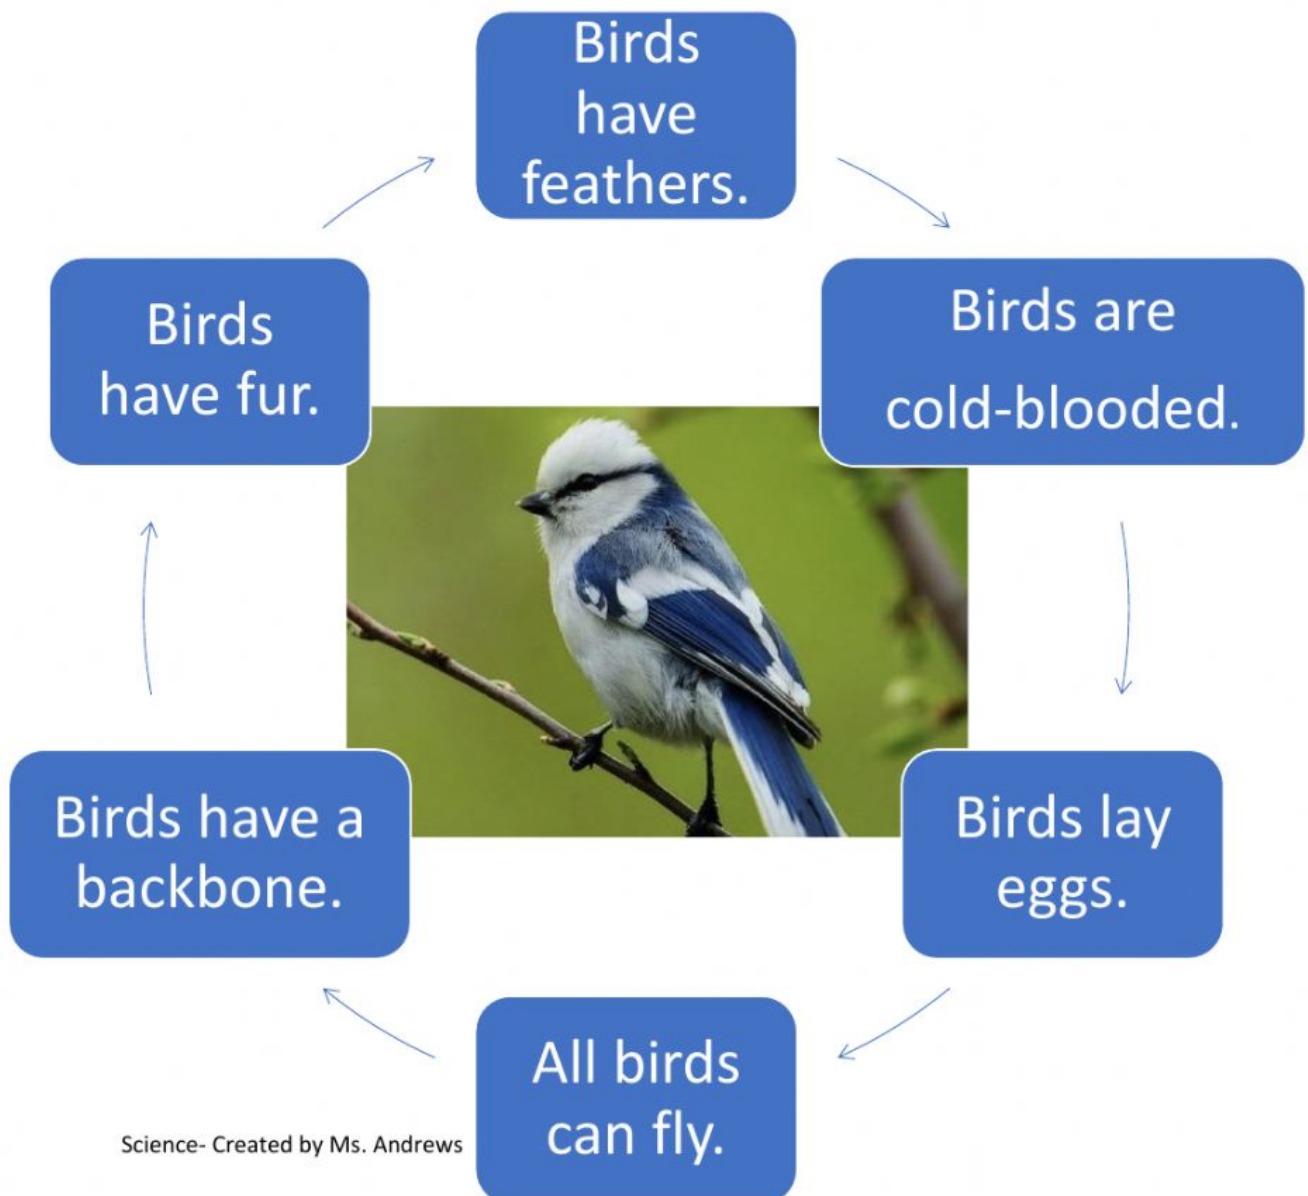 Birds
have
feathers.
Birds are
cold-blooded.
Birds lay
eggs.
All birds
can fly.
Birds have a
backbone.
Birds
have fur.
Science- Created by Ms. Andrews